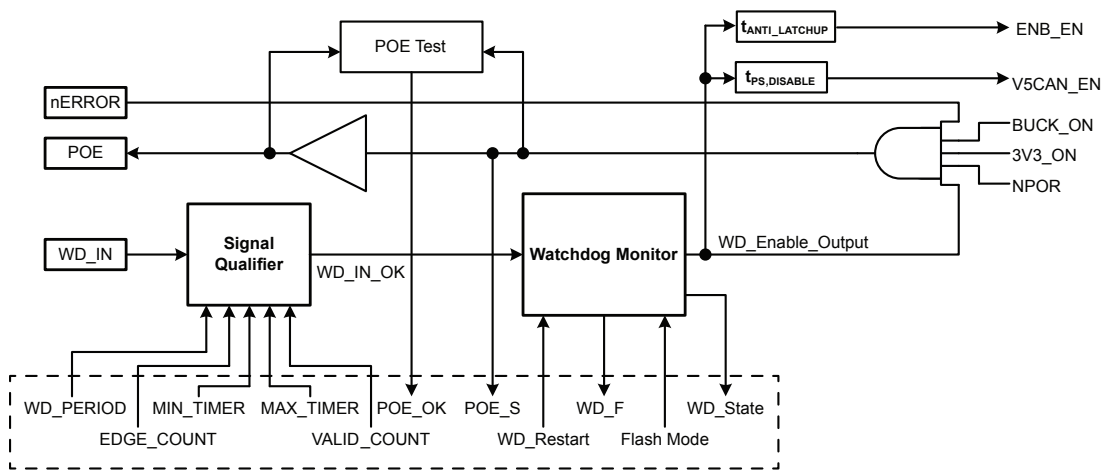 tANTI_LATCHUP
ENB_EN
POE Test
tPS,DISABLE
V5CAN_EN
nERROR
BUCK_ON
POE
3V3_ON
NPOR
WD_IN
Signal
Qualifier
WD_IN_OK
Watchdog Monitor
WD_Enable_Output
WD_PERIOD
MIN_TIMER
MAX_TIMER
POE_OK
POE_S
WD_F
WD_State
EDGE_COUNT
VALID_COUNT
WD_Restart
Flash Mode